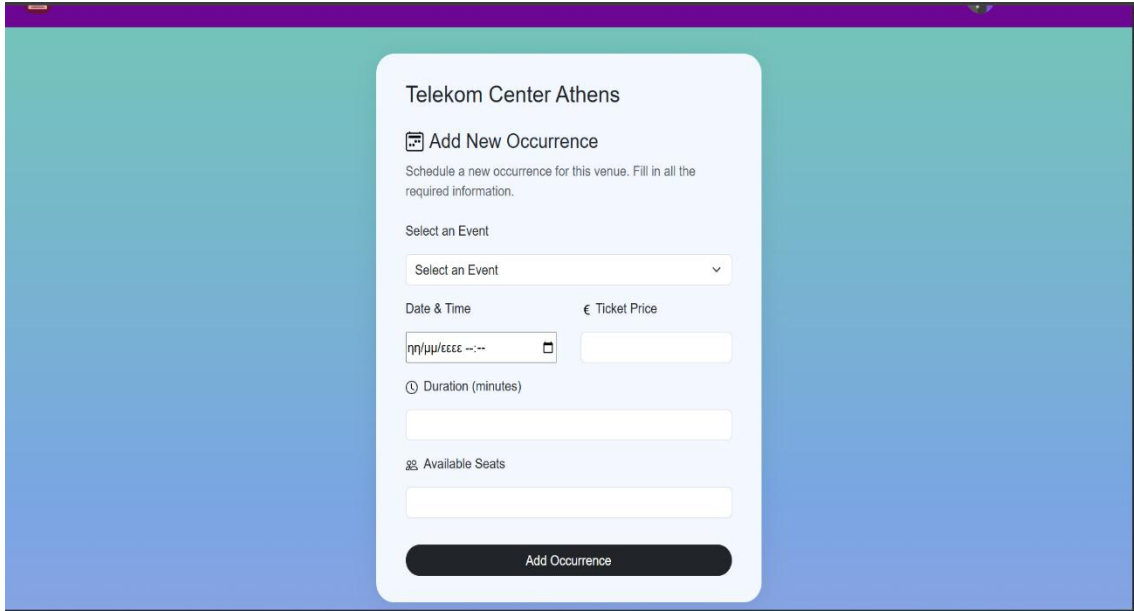 Telekom Center Athens
Add New Occurrence
Schedule a new occurrence for this venue. Fill in all the
required information.
Select an Event
Select an Event
Date & Time
€ Ticket Price
ηη/μμ/εεεε --:--
Duration (minutes)
Available Seats
Add Occurrence